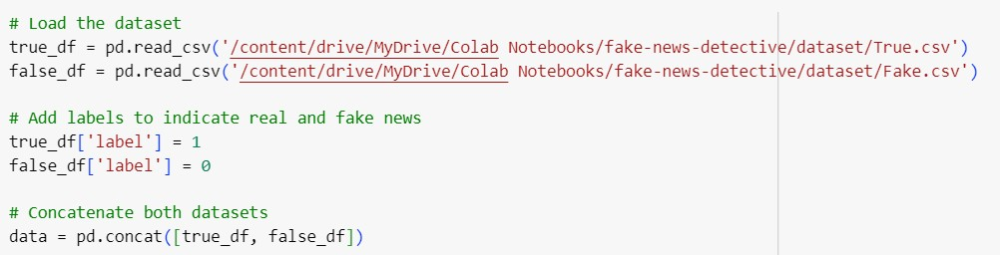 # Load the dataset
true_df = pd.read_csv('/content/drive/MyDrive/Colab Notebooks/fake-news-detective/dataset/True.csv')
false_df = pd.read_csv('/content/drive/MyDrive/Colab Notebooks/fake-news-detective/dataset/Fake.csv')
# Add labels to indicate real and fake news
true_df['label'] = 1
false_df['label'] = 0
# Concatenate both datasets
data = pd.concat([true_df, false_df])